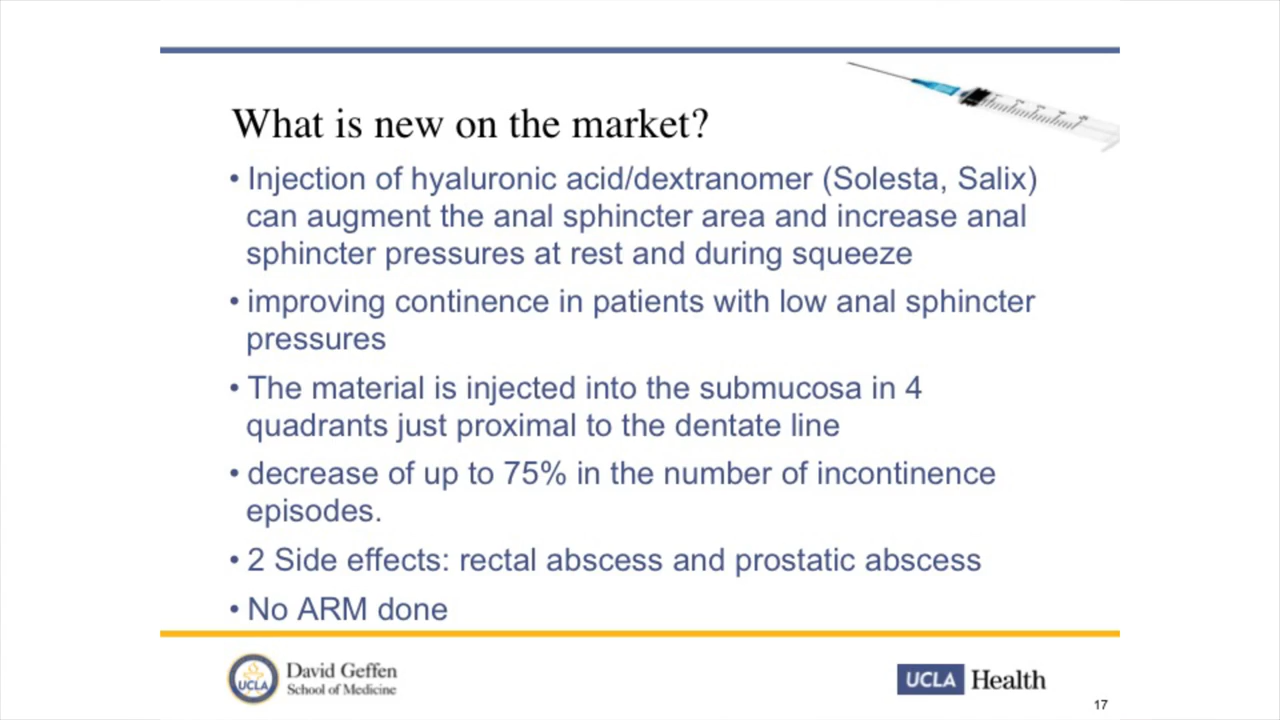 What is new on the market?
• Injection of hyaluronic acid/dextranomer (Solesta, Salix)
can augment the anal sphincter area and increase anal
sphincter pressures at rest and during squeeze
• improving continence in patients with low anal sphincter
pressures
• The material is injected into the submucosa in 4
quadrants just proximal to the dentate line
• decrease of up to 75% in the number of incontinence
episodes.
• 2 Side effects: rectal abscess and prostatic abscess
• No ARM done
UCLA
David Geffen
School of Medicine
UCLA Health
17